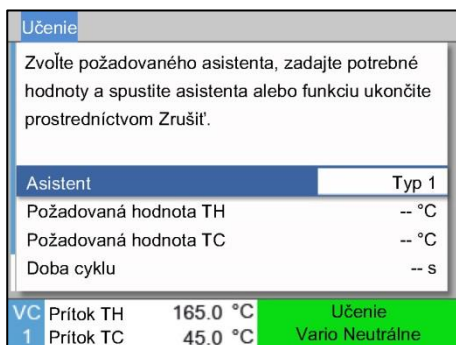 Učenie
Zvoľte požadovaného asistenta, zadajte potrebné
hodnoty a spustite asistenta alebo funkciu ukončite
prostredníctvom Zrušiť.
Asistent Typ 1
Požadovaná hodnota TH -- °C
Požadovaná hodnota TC -- °C
Doba cyklu -- s
VC Prítok TH 165.0 °C Učenie
1 Prítok TC 45.0 °C Vario Neutrálne